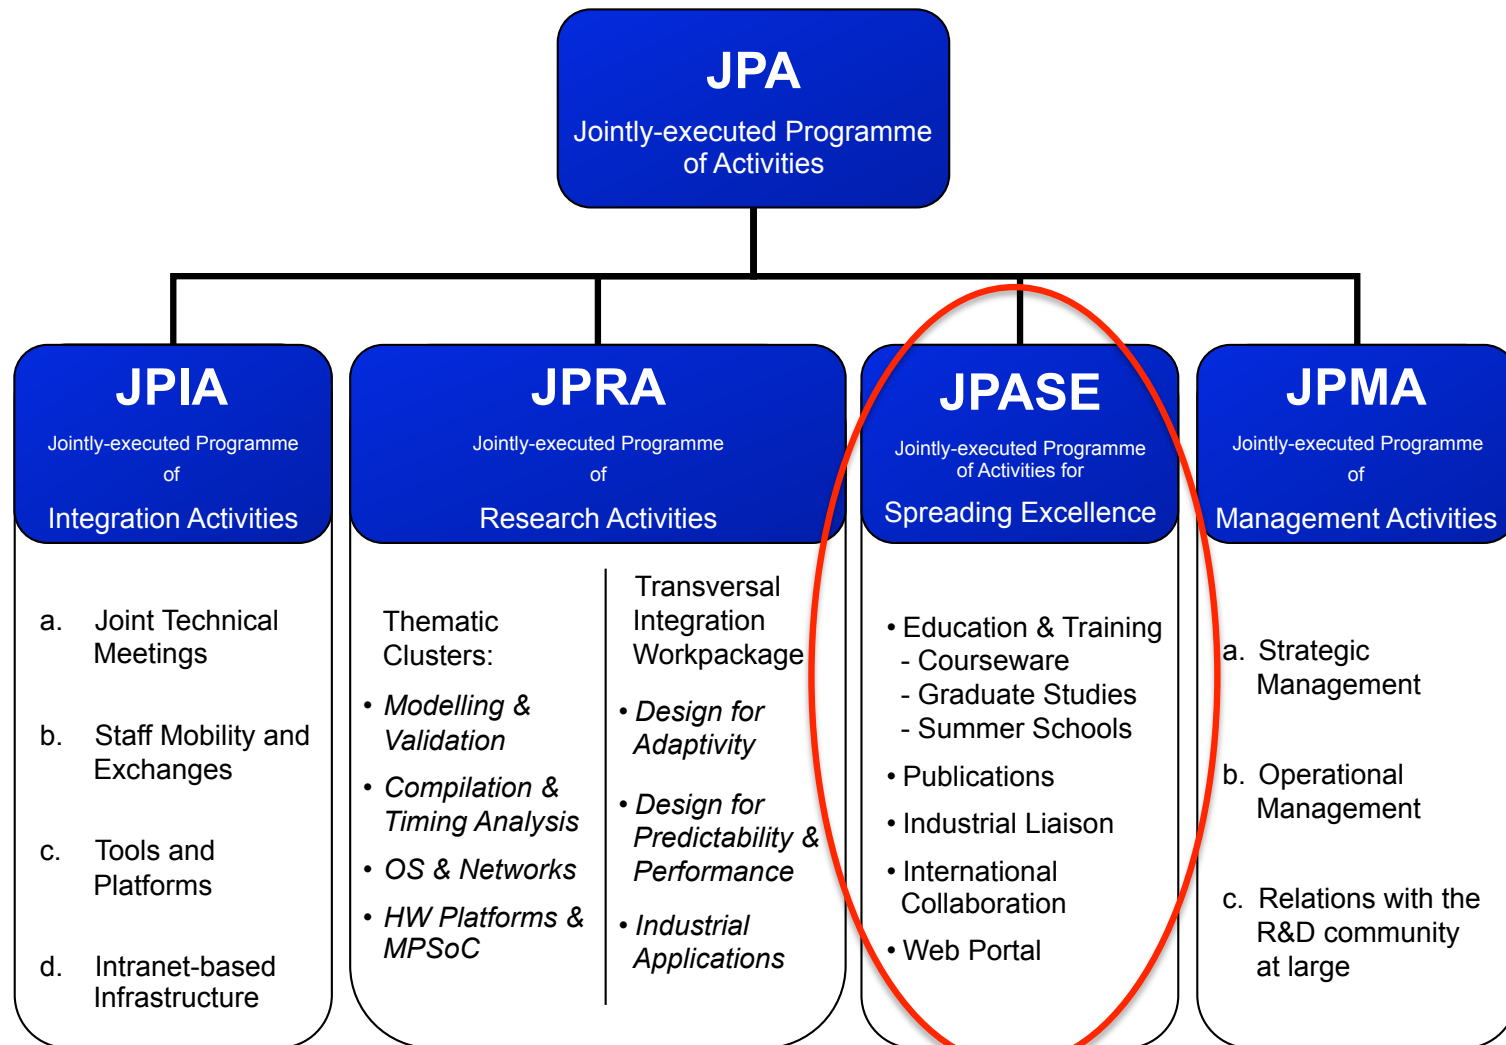 JPA
Jointly-executed Programme
of Activities
JPIA
Jointly-executed Programme
of
Integration Activities
a. Joint Technical
Meetings
b. Staff Mobility and
Exchanges
c. Tools and
Platforms
d. Intranet-based
Infrastructure
JPRA
Jointly-executed Programme
of
Research Activities
Thematic
Clusters:
• Modelling &
Validation
• Compilation &
Timing Analysis
• OS & Networks
• HW Platforms &
MPSoC
Transversal
Integration
Workpackage
• Design for
Adaptivity
• Design for
Predictability &
Performance
• Industrial
Applications
JPASE
Jointly-executed Programme
of Activities for
Spreading Excellence
• Education & Training
- Courseware
- Graduate Studies
- Summer Schools
• Publications
• Industrial Liaison
• International
Collaboration
• Web Portal
JPMA
Jointly-executed Programme
of
Management Activities
a. Strategic
Management
b. Operational
Management
c. Relations with the
R&D community
at large